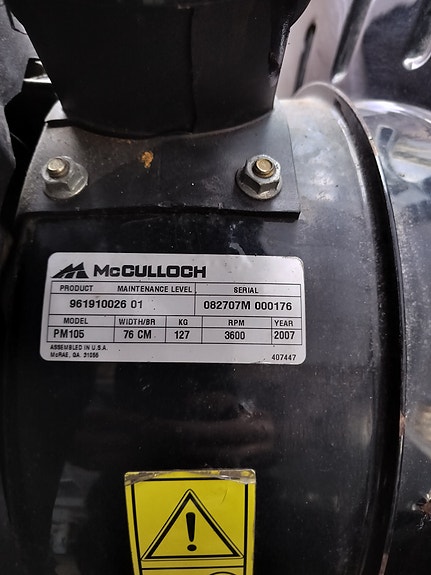 McCULLOCH
PRODUCT MAINTENANCE LEVEL SERIAL
961910026 01 082707M 000176
MODEL WIDTH/BR KG RPM YEAR
PM105 76 CM 127 3600 2007
ASSEMBLED IN U.S.A.
McRAE, GA. 31055 407447